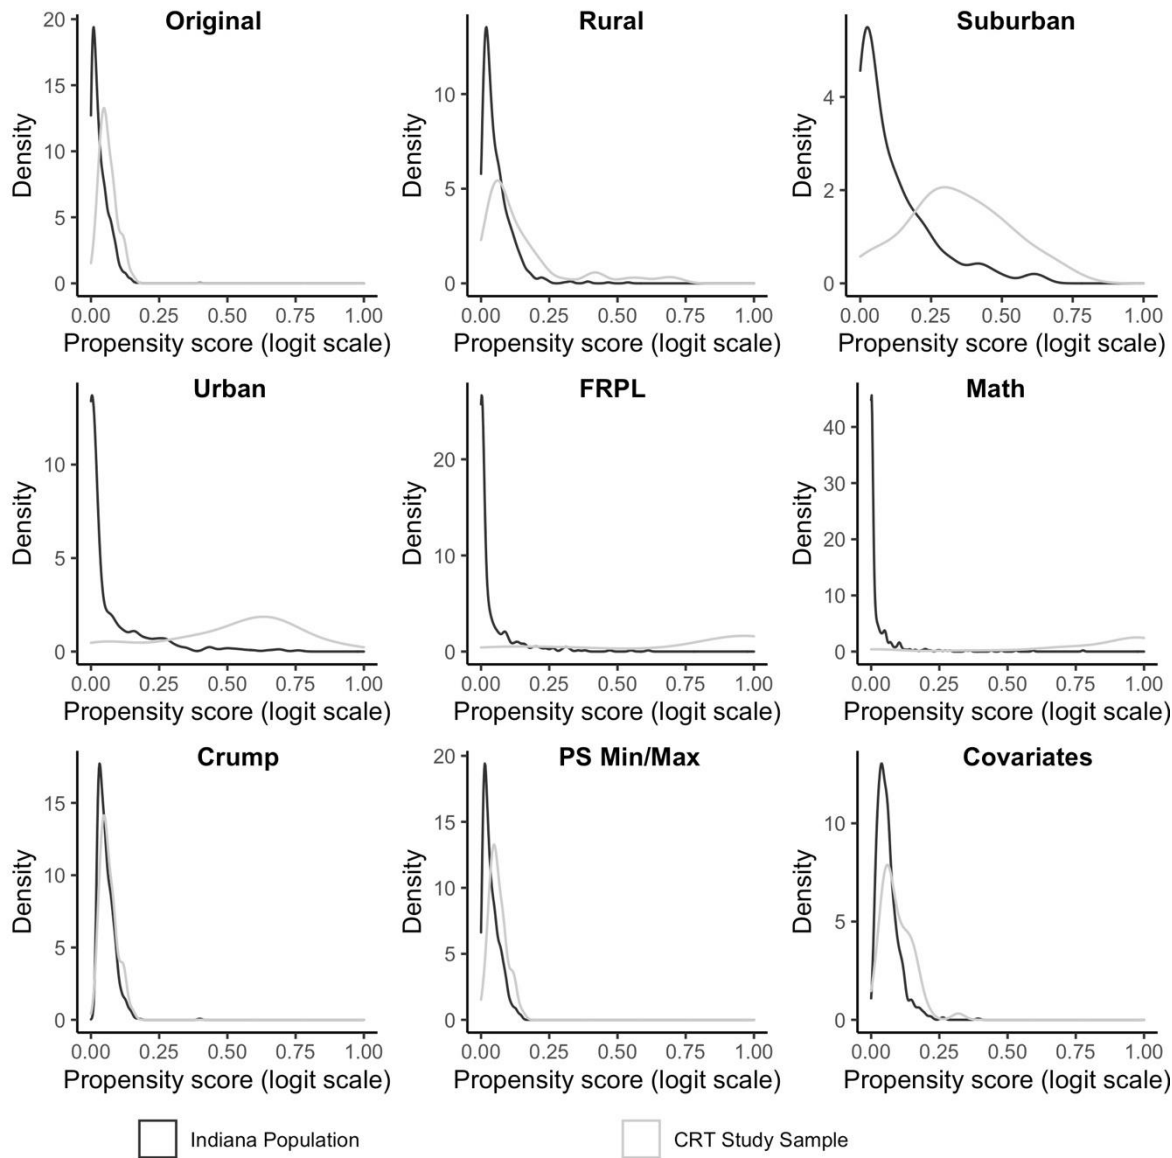 Original
Rural
Suburban
20
15
10
5
0
Density
0.00 0.25 0.50 0.75 1.00
Propensity score (logit scale)
10
5
0
Density
0.00 0.25 0.50 0.75 1.00
Propensity score (logit scale)
4
2
0
Density
0.00 0.25 0.50 0.75 1.00
Propensity score (logit scale)
Urban
FRPL
Math
10
5
0
Density
0.00 0.25 0.50 0.75 1.00
Propensity score (logit scale)
20
10
0
Density
0.00 0.25 0.50 0.75 1.00
Propensity score (logit scale)
40
30
20
10
0
Density
0.00 0.25 0.50 0.75 1.00
Propensity score (logit scale)
Crump
PS Min/Max
Covariates
15
10
5
0
Density
0.00 0.25 0.50 0.75 1.00
Propensity score (logit scale)
20
15
10
5
0
Density
0.00 0.25 0.50 0.75 1.00
Propensity score (logit scale)
10
5
0
Density
0.00 0.25 0.50 0.75 1.00
Propensity score (logit scale)
Indiana Population
CRT Study Sample